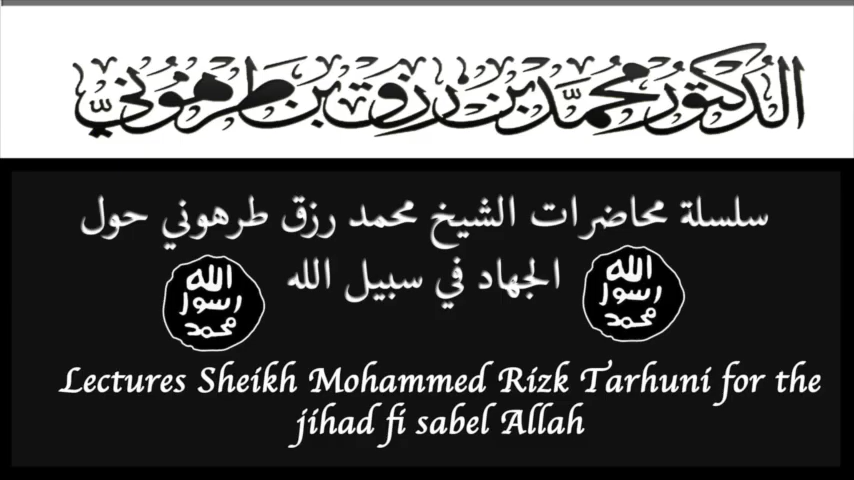 الدكتور محمد بن رزق بن طرهوني
سلسلة محاضرات الشيخ محمد رزق طرهوني حول
الجهاد في سبيل الله
الله
رسول
محمد
الله
رسول
محمد
Lectures Sheikh Mohammed Rizk Tarhuni for the
jihad fi sabel Allah